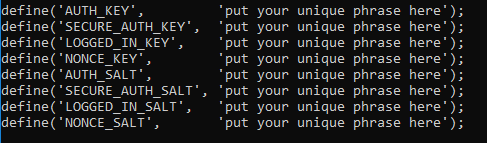 define('AUTH_KEY',         'put your unique phrase here');
define('SECURE_AUTH_KEY',  'put your unique phrase here');
define('LOGGED_IN_KEY',    'put your unique phrase here');
define('NONCE_KEY',        'put your unique phrase here');
define('AUTH_SALT',        'put your unique phrase here');
define('SECURE_AUTH_SALT', 'put your unique phrase here');
define('LOGGED_IN_SALT',   'put your unique phrase here');
define('NONCE_SALT',       'put your unique phrase here');